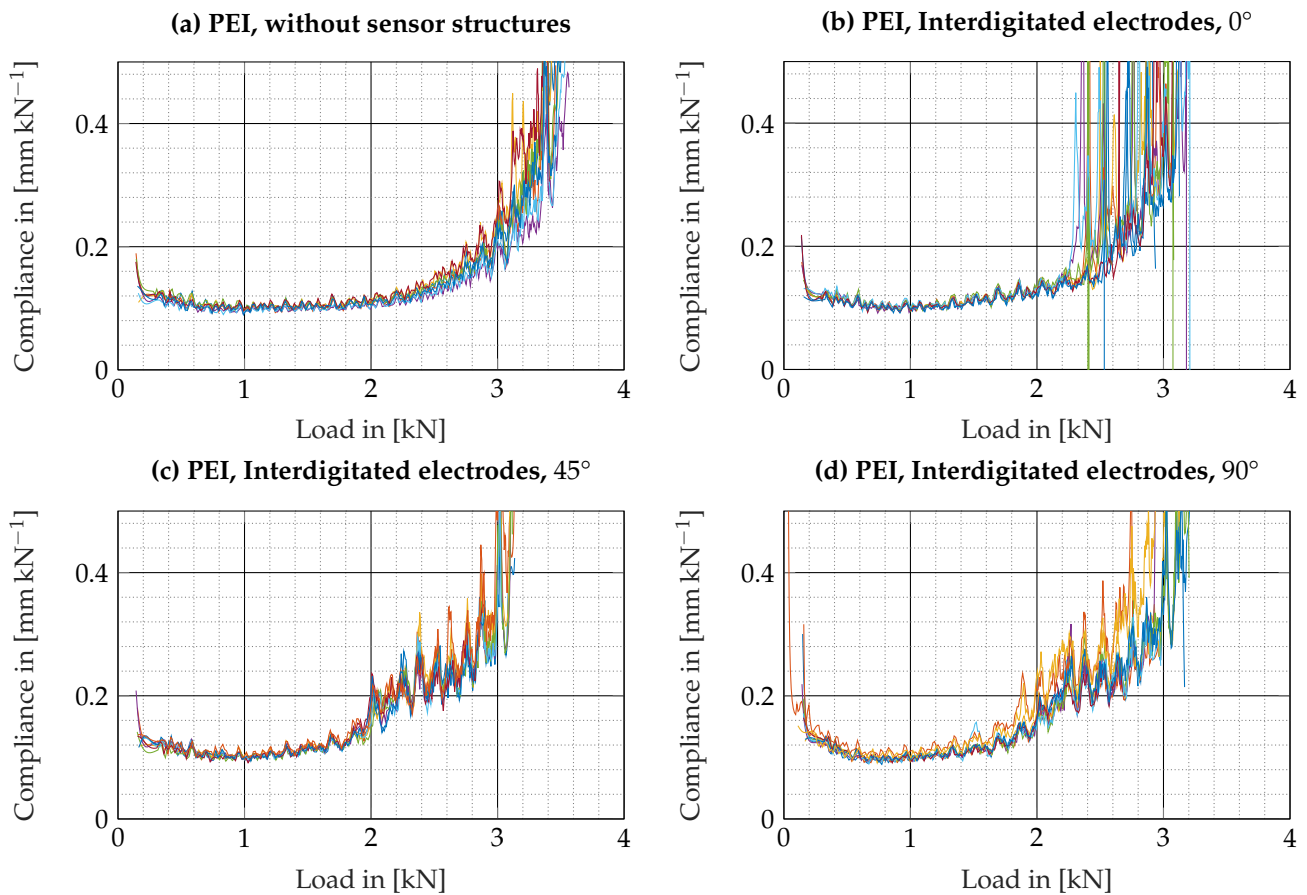 (a) PEI, without sensor structures
Compliance in [mm kN⁻¹]
0.4
0.2
0
0 1 2 3 4
Load in [kN]
(b) PEI, Interdigitated electrodes, 0°
Compliance in [mm kN⁻¹]
0.4
0.2
0
0 1 2 3 4
Load in [kN]
(c) PEI, Interdigitated electrodes, 45°
Compliance in [mm kN⁻¹]
0.4
0.2
0
0 1 2 3 4
Load in [kN]
(d) PEI, Interdigitated electrodes, 90°
Compliance in [mm kN⁻¹]
0.4
0.2
0
0 1 2 3 4
Load in [kN]